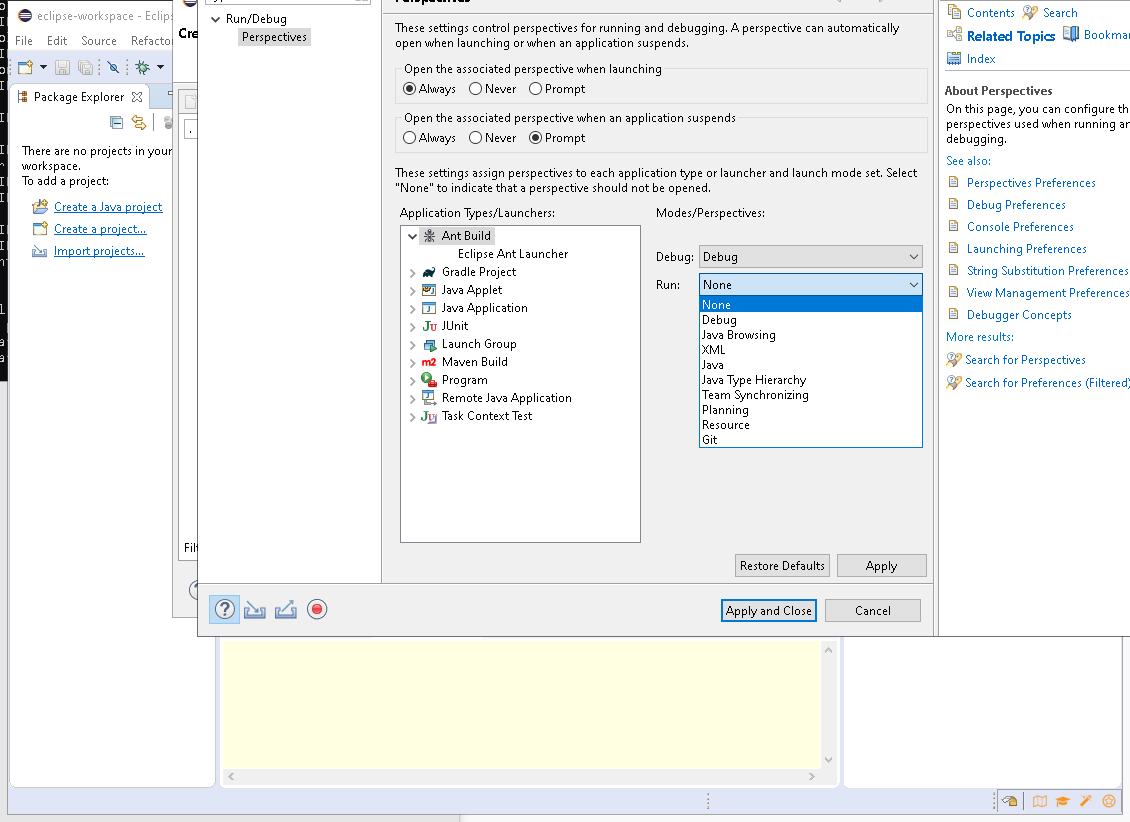 eclipse-workspace - Eclips
File Edit Source Refacto
Package Explorer
There are no projects in your
workspace.
To add a project:
Create a Java project
Create a project...
Import projects...
Cre
Filt
Run/Debug
Perspectives
Perspectives
These settings control perspectives for running and debugging. A perspective can automatically
open when launching or when an application suspends.
Open the associated perspective when launching
Always Never Prompt
Open the associated perspective when an application suspends
Always Never Prompt
These settings assign perspectives to each application type or launcher and launch mode set. Select
"None" to indicate that a perspective should not be opened.
Application Types/Launchers:
Ant Build
Eclipse Ant Launcher
Gradle Project
Java Applet
Java Application
JUnit
Launch Group
Maven Build
Program
Remote Java Application
Task Context Test
Modes/Perspectives:
Debug: Debug
Run: None
None
Debug
Java Browsing
XML
Java
Java Type Hierarchy
Team Synchronizing
Planning
Resource
Git
Restore Defaults Apply
Apply and Close Cancel
Contents Search
Related Topics Bookmar
Index
About Perspectives
On this page, you can configure th
perspectives used when running an
debugging.
See also:
Perspectives Preferences
Debug Preferences
Console Preferences
Launching Preferences
String Substitution Preferences
View Management Preferences
Debugger Concepts
More results:
Search for Perspectives
Search for Preferences (Filtered)